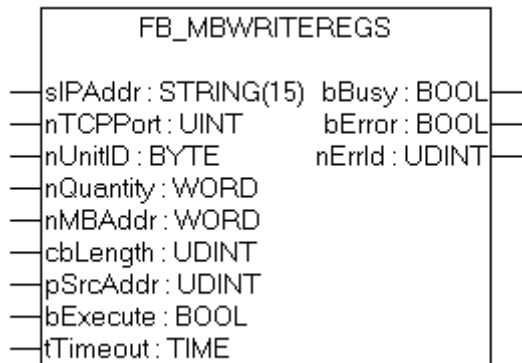 FB_MBWRITEREGS
sIPAddr : STRING(15) bBusy : BOOL
nTCPPort : UINT bError : BOOL
nUnitID : BYTE nErrId : UDINT
nQuantity : WORD
nMBAddr : WORD
cbLength : UDINT
pSrcAddr : UDINT
bExecute : BOOL
tTimeout : TIME